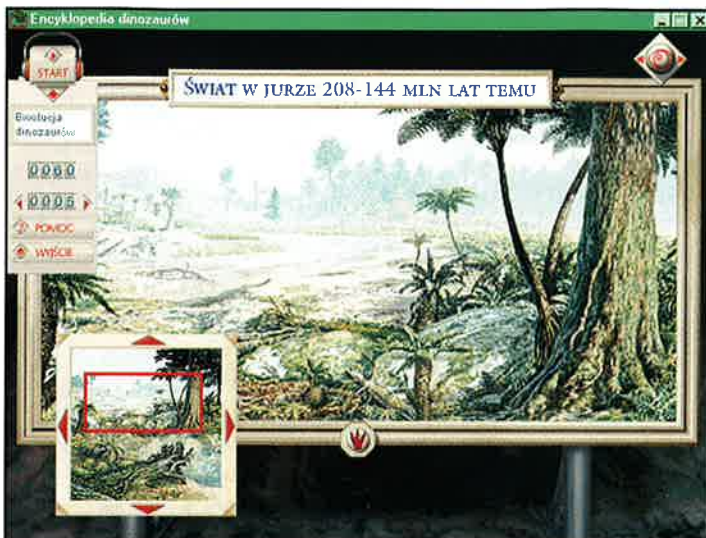 Encyklopedia dinozaurów
START
ŚWIAT W JURZE 208-144 MLN LAT TEMU
Ewolucja
dinozaurów
0060
0005
POMOC
WYJŚCIE